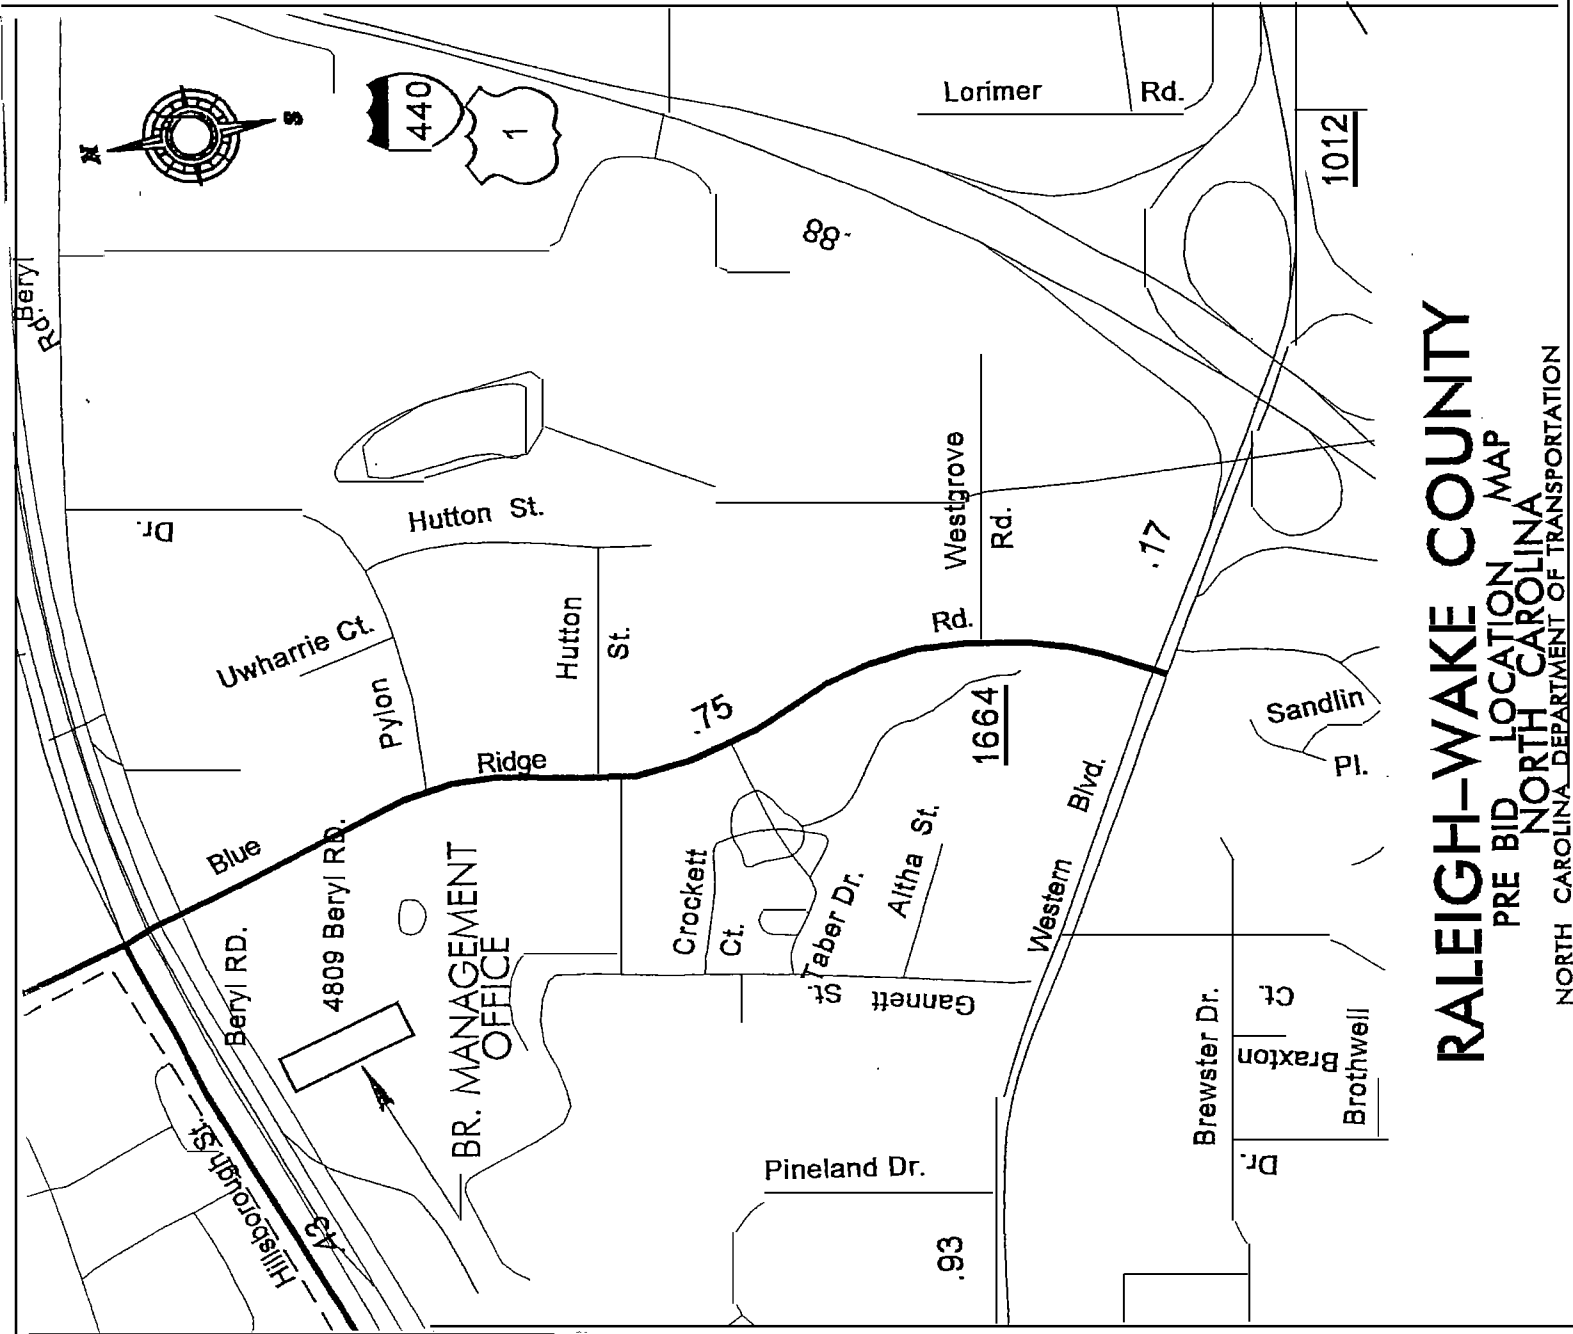 Beryl
Rd.
N
S
440
1
Lorimer Rd.
1012
.88
Dr.
Hutton St.
Uwharrie Ct.
Pylon
Hutton
St.
Westgrove
Rd.
.17
Rd.
.75
1664
Ridge
Blue
Sandlin
Pl.
Beryl RD.
4809 Beryl RD.
BR. MANAGEMENT
OFFICE
Crockett
Ct.
Taber Dr.
Altha St.
Western Blvd.
Gannett St.
Hillsborough St.
.43
Pineland Dr.
.93
Brewster Dr.
Braxton
Ct.
Brothwell
Dr.
RALEIGH-WAKE COUNTY
PRE BID LOCATION MAP
NORTH CAROLINA
NORTH CAROLINA DEPARTMENT OF TRANSPORTATION